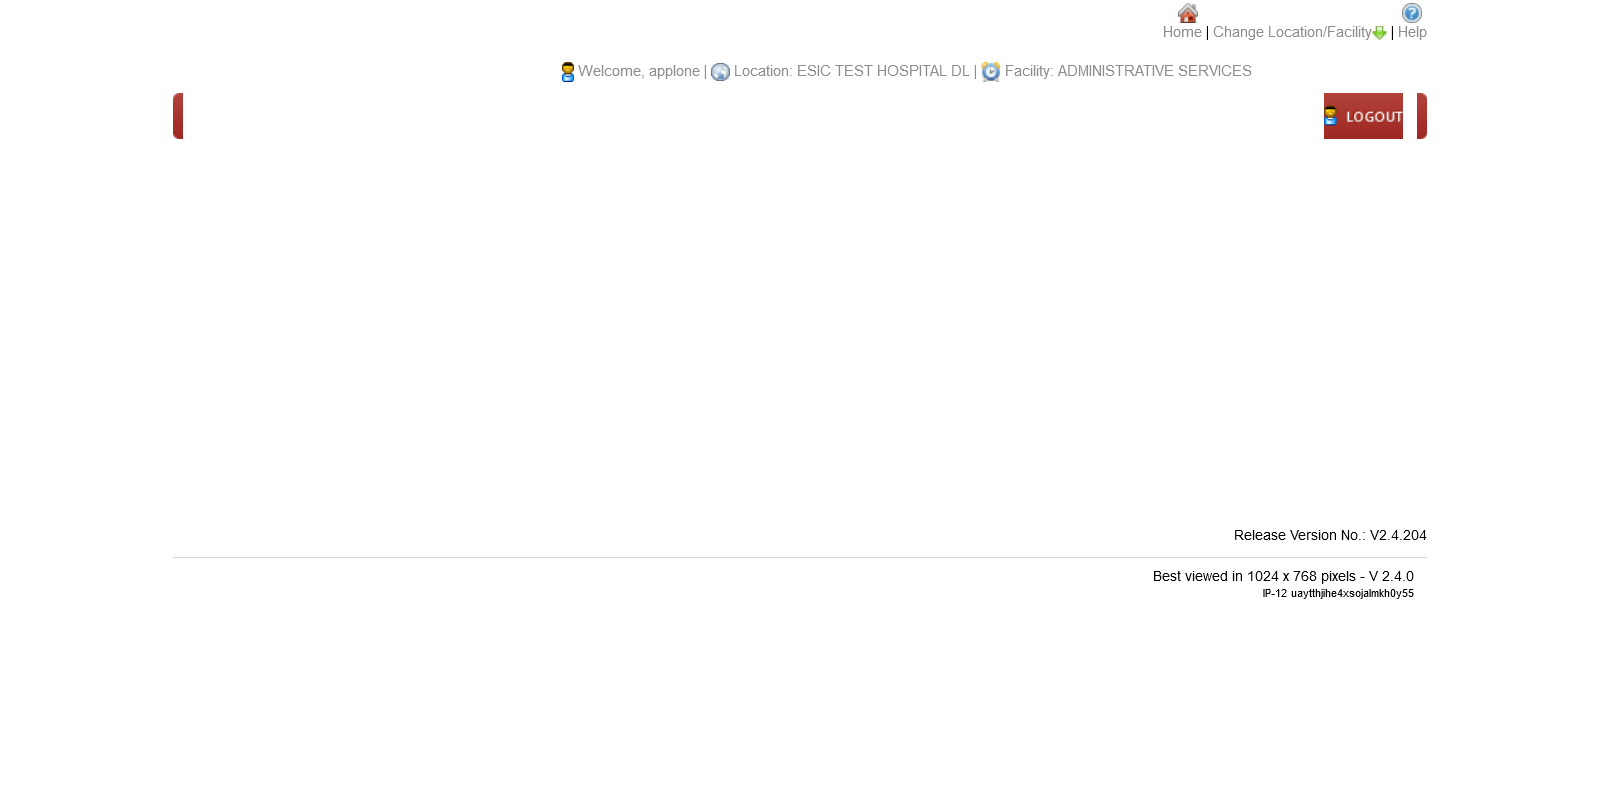 Home | Change Location/Facility | Help
Welcome, applone | Location: ESIC TEST HOSPITAL DL | Facility: ADMINISTRATIVE SERVICES
LOGOUT
Release Version No.: V2.4.204
Best viewed in 1024 x 768 pixels - V 2.4.0
IP-12 uaytthjihe4xsojalmkh0y55